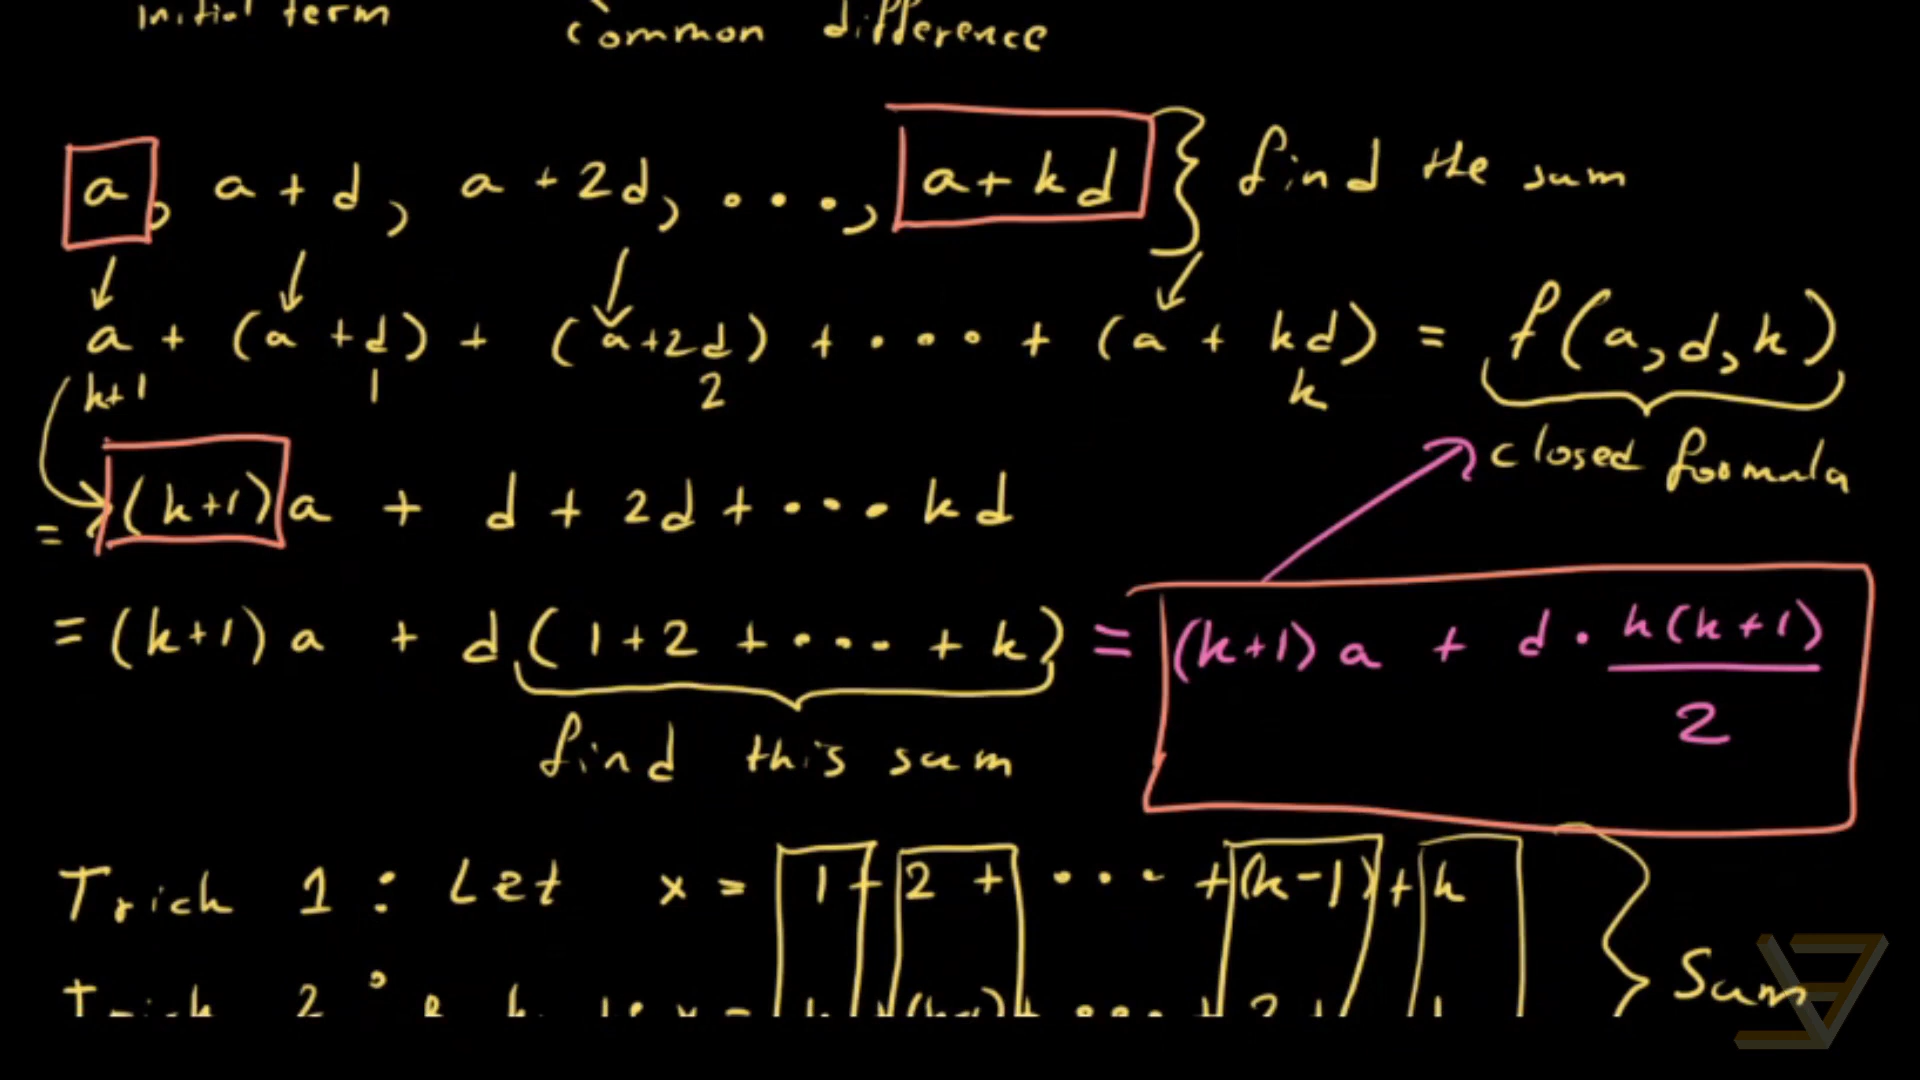 initial term common difference
a, a + d, a + 2d, ..., a + kd } find the sum
a + (a + d) + (a + 2d) + ... + (a + kd) = f(a, d, k)
k+1 1 2 k
closed formula
= (k+1) a + d + 2d + ... kd
= (k+1) a + d (1 + 2 + ... + k) = (k+1) a + d · k(k+1)/2
find this sum
Trick 1 : Let x = 1 + 2 + ... + (k-1) + k
Sum